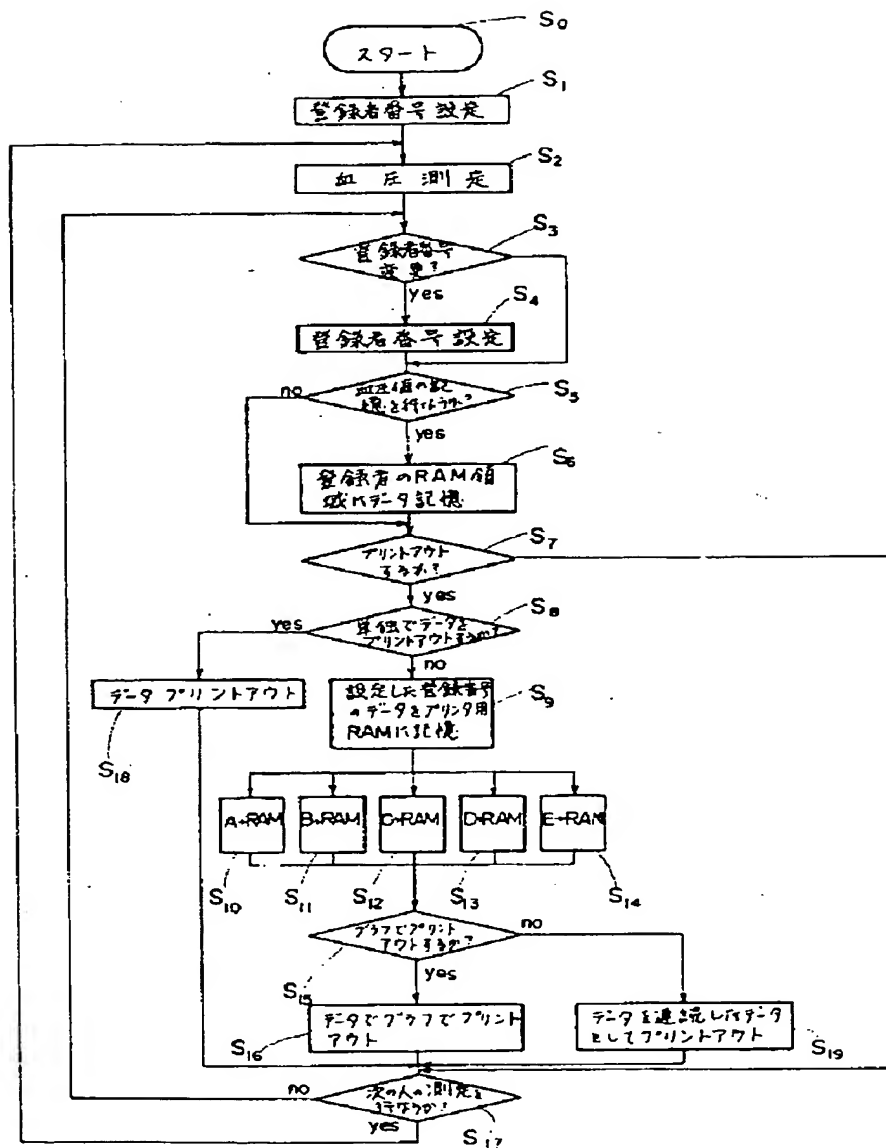 S0
スタート
S1
登録者番号設定
S2
血圧測定
S3
登録者番号
変更?
yes
S4
登録者番号設定
no
血圧値の記
憶を行なうか?
S5
yes
S6
登録者のRAM領
域にデータ記憶
プリントアウト
するか?
S7
yes
yes
単独でデータを
プリントアウトするか?
S8
no
データプリントアウト
S18
設定した登録番号
のデータをプリンタ用
RAMに記憶
S9
A→RAM
B→RAM
C→RAM
D→RAM
E→RAM
S10
S11
S12
S13
S14
グラフでプリント
アウトするか?
no
S15
yes
データでグラフでプリント
アウト
S16
データを連続したデータ
としてプリントアウト
S19
no
次の人の測定を
行なうか?
yes
S17